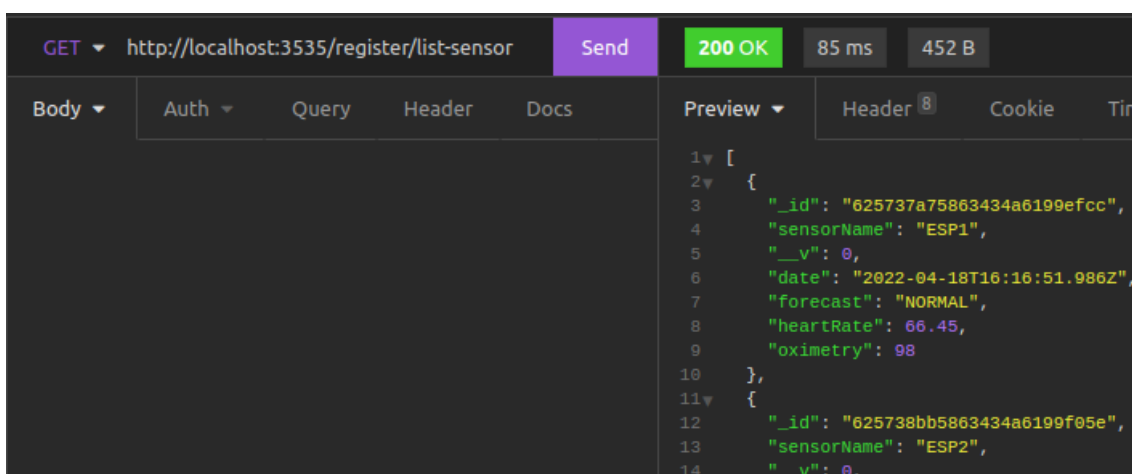 GET http://localhost:3535/register/list-sensor Send 200 OK 85 ms 452 B
Body Auth Query Header Docs Preview Header 8 Cookie
1 [
2 {
3 "_id": "625737a75863434a6199efcc",
4 "sensorName": "ESP1",
5 "__v": 0,
6 "date": "2022-04-18T16:16:51.986Z",
7 "forecast": "NORMAL",
8 "heartRate": 66.45,
9 "oximetry": 98
10 },
11 {
12 "_id": "625738bb5863434a6199f05e",
13 "sensorName": "ESP2",
14 "__v": 0,